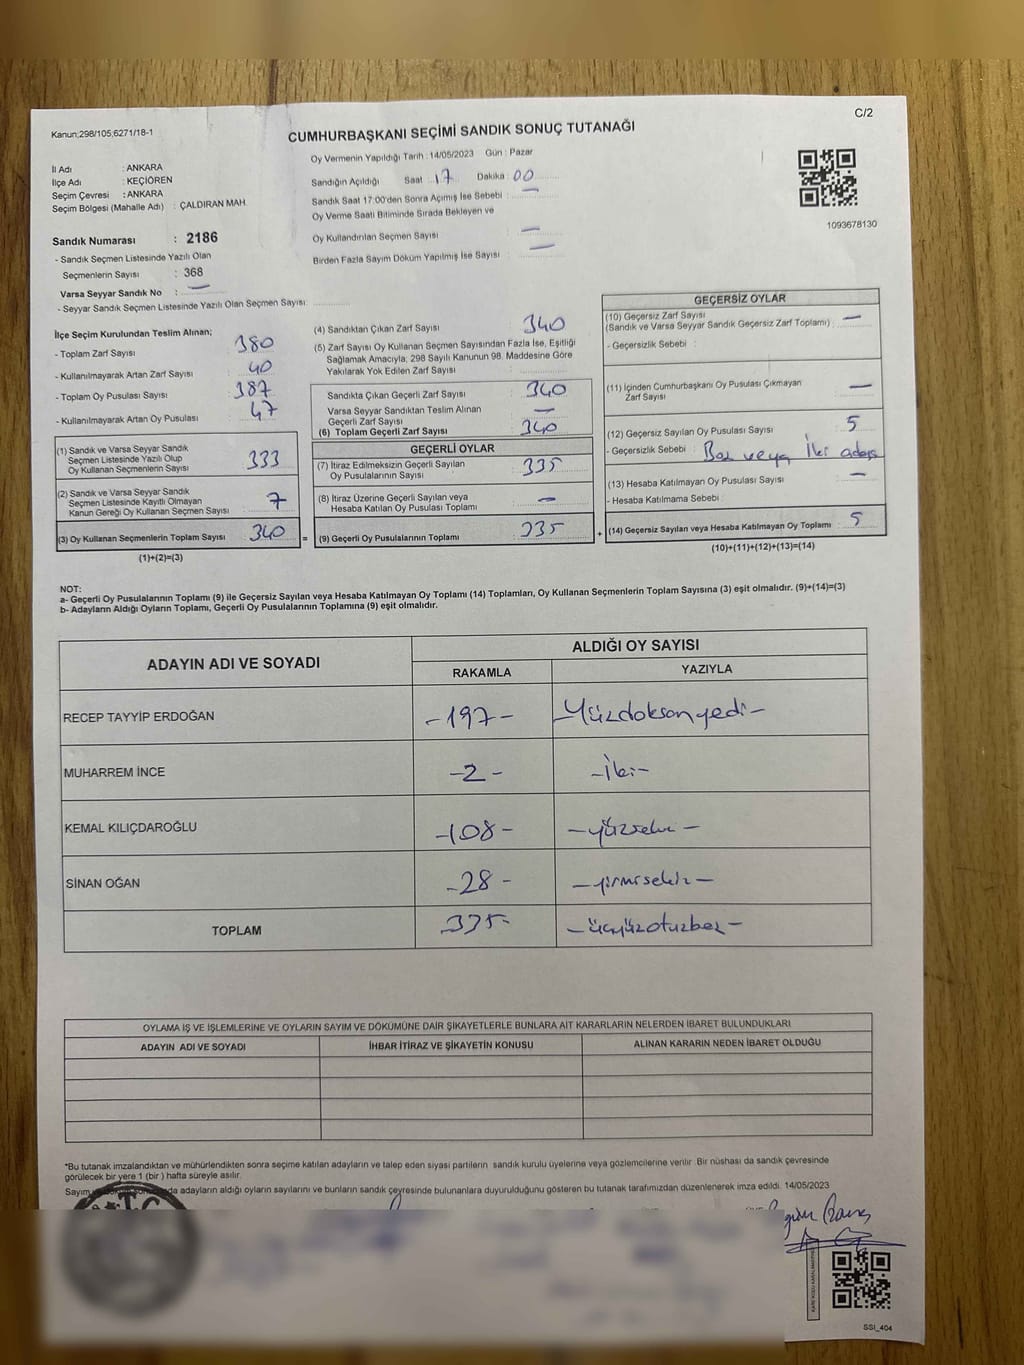 C/2
Kanun;298/105;6271/18-1
CUMHURBAŞKANI SEÇİMİ SANDIK SONUÇ TUTANAĞI
İl Adı : ANKARA
İlçe Adı : KEÇİÖREN
Seçim Çevresi : ANKARA
Seçim Bölgesi (Mahalle Adı) : ÇALDIRAN MAH.
Oy Vermenin Yapıldığı Tarih : 14/05/2023 Gün : Pazar
Sandığın Açıldığı Saat : 17 Dakika : 00
Sandık Saat 17:00'den Sonra Açımış İse Sebebi : —
Oy Verme Saati Bitiminde Sırada Bekleyen ve
Oy Kullandırılan Seçmen Sayısı : —
Birden Fazla Sayım Döküm Yapılmış İse Sayısı : —
1093678130
Sandık Numarası : 2186
- Sandık Seçmen Listesinde Yazılı Olan
Seçmenlerin Sayısı : 368
Varsa Seyyar Sandık No : —
- Seyyar Sandık Seçmen Listesinde Yazılı Olan Seçmen Sayısı:
İlçe Seçim Kurulundan Teslim Alınan;
- Toplam Zarf Sayısı 380
- Kullanılmayarak Artan Zarf Sayısı 40
- Toplam Oy Pusulası Sayısı 387
- Kullanılmayarak Artan Oy Pusulası 47
(1) Sandık ve Varsa Seyyar Sandık
Seçmen Listesinde Yazılı Olup
Oy Kullanan Seçmenlerin Sayısı 333
(2) Sandık ve Varsa Seyyar Sandık
Seçmen Listesinde Kayıtlı Olmayan
Kanun Gereği Oy Kullanan Seçmen Sayısı 7
(3) Oy Kullanan Seçmenlerin Toplam Sayısı 340 =
(1)+(2)=(3)
(4) Sandıktan Çıkan Zarf Sayısı 340
(5) Zarf Sayısı Oy Kullanan Seçmen Sayısından Fazla İse, Eşitliği
Sağlamak Amacıyla; 298 Sayılı Kanunun 98. Maddesine Göre
Yakılarak Yok Edilen Zarf Sayısı
Sandıkta Çıkan Geçerli Zarf Sayısı 340
Varsa Seyyar Sandıktan Teslim Alınan
Geçerli Zarf Sayısı —
(6) Toplam Geçerli Zarf Sayısı 340
GEÇERLİ OYLAR
(7) İtiraz Edilmeksizin Geçerli Sayılan
Oy Pusulalarının Sayısı 335
(8) İtiraz Üzerine Geçerli Sayılan veya
Hesaba Katılan Oy Pusulası Toplamı —
(9) Geçerli Oy Pusulalarının Toplamı 335 +
GEÇERSİZ OYLAR
(10) Geçersiz Zarf Sayısı
(Sandık ve Varsa Seyyar Sandık Geçersiz Zarf Toplamı) —
- Geçersizlik Sebebi :
(11) İçinden Cumhurbaşkanı Oy Pusulası Çıkmayan
Zarf Sayısı —
(12) Geçersiz Sayılan Oy Pusulası Sayısı 5
- Geçersizlik Sebebi : Boş veya İki adaya
(13) Hesaba Katılmayan Oy Pusulası Sayısı —
- Hesaba Katılmama Sebebi :
(14) Geçersiz Sayılan veya Hesaba Katılmayan Oy Toplamı 5
(10)+(11)+(12)+(13)=(14)
NOT:
a- Geçerli Oy Pusulalarının Toplamı (9) ile Geçersiz Sayılan veya Hesaba Katılmayan Oy Toplamı (14) Toplamları, Oy Kullanan Seçmenlerin Toplam Sayısına (3) eşit olmalıdır. (9)+(14)=(3)
b- Adayların Aldığı Oyların Toplamı, Geçerli Oy Pusulalarının Toplamına (9) eşit olmalıdır.
ADAYIN ADI VE SOYADI ALDIĞI OY SAYISI
RAKAMLA YAZIYLA
RECEP TAYYİP ERDOĞAN -197- -Yüzdoksanyedi-
MUHARREM İNCE -2- -İki-
KEMAL KILIÇDAROĞLU -108- -yüzsekiz-
SİNAN OĞAN -28- -yirmisekiz-
TOPLAM 335- -üçyüzotuzbeş-
OYLAMA İŞ VE İŞLEMLERİNE VE OYLARIN SAYIM VE DÖKÜMÜNE DAİR ŞİKAYETLERLE BUNLARA AİT KARARLARIN NELERDEN İBARET BULUNDUKLARI
ADAYIN ADI VE SOYADI İHBAR İTİRAZ VE ŞİKAYETİN KONUSU ALINAN KARARIN NEDEN İBARET OLDUĞU
*Bu tutanak imzalandıktan ve mühürlendikten sonra seçime katılan adayların ve talep eden siyasi partilerin sandık kurulu üyelerine veya gözlemcilerine verilir. Bir nüshası da sandık çevresinde
görülecek bir yere 1 (bir) hafta süreyle asılır.
Sayım adayların aldığı oyların sayılarını ve bunların sandık çevresinde bulunanlara duyurulduğunu gösteren bu tutanak tarafımızdan düzenlenerek imza edildi. 14/05/2023
T.C.
SSİ_404